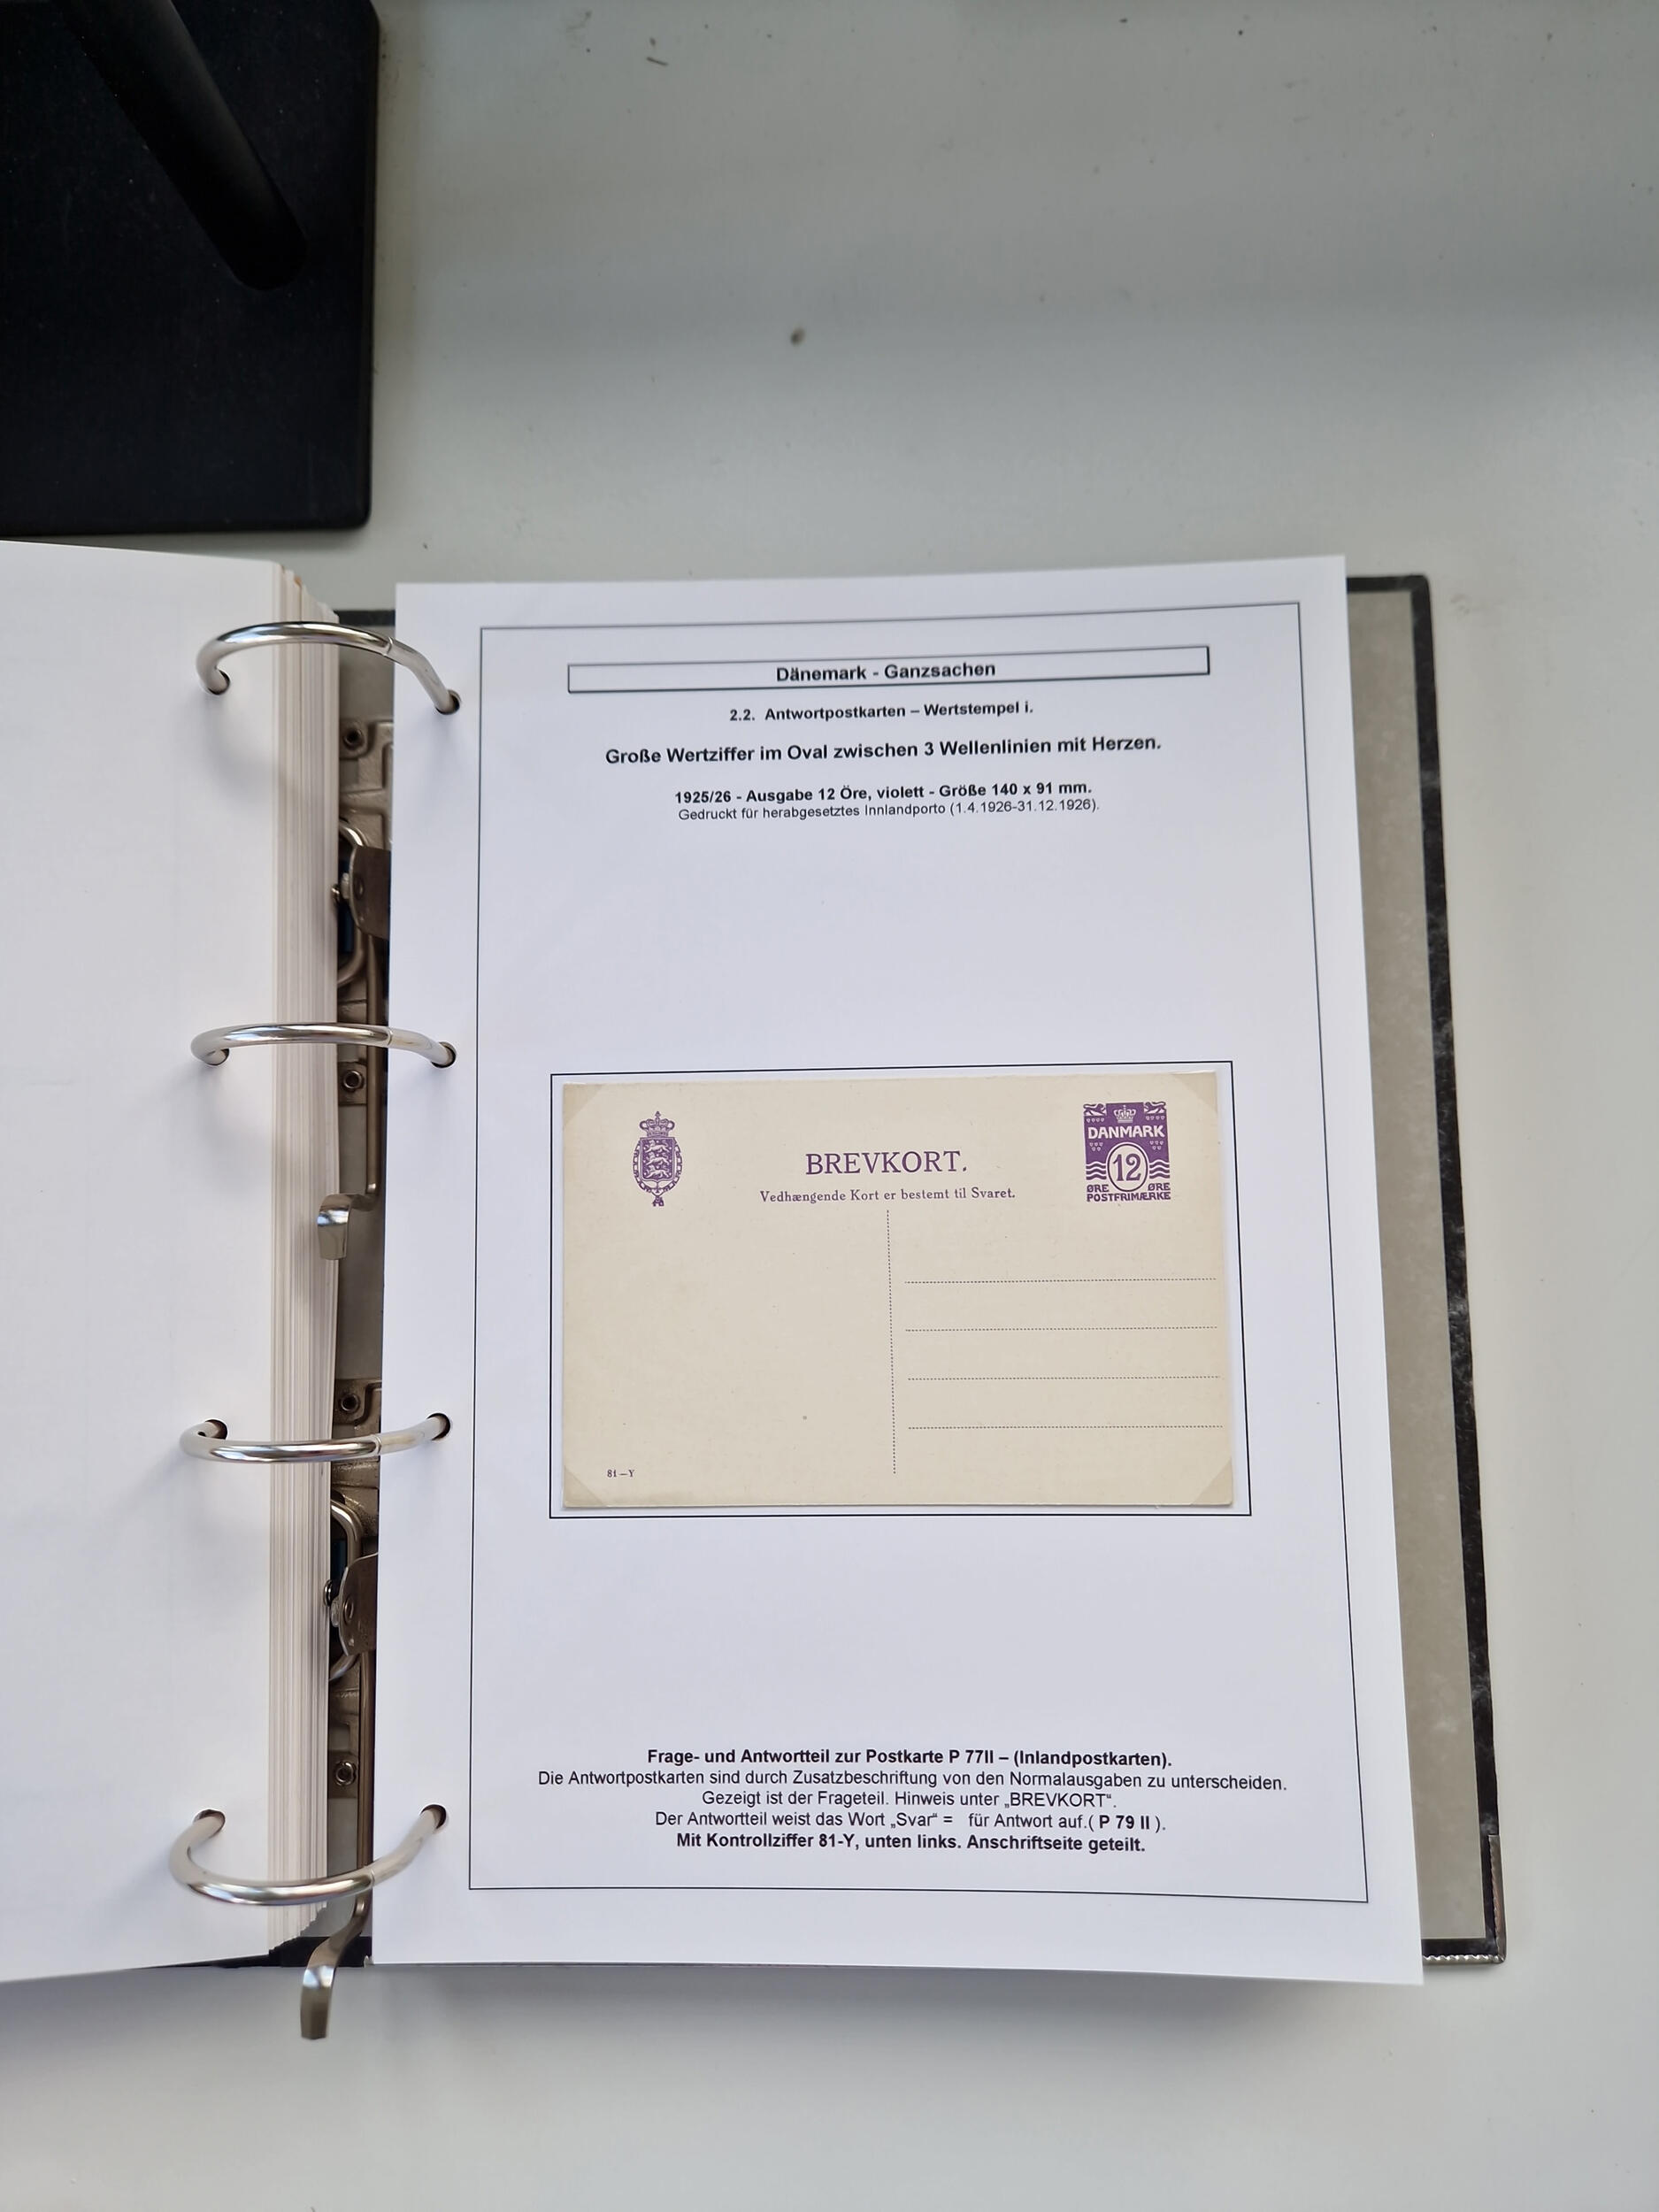 Dänemark - Ganzsachen
2.2. Antwortpostkarten – Wertstempel i.
Große Wertziffer im Oval zwischen 3 Wellenlinien mit Herzen.
1925/26 - Ausgabe 12 Öre, violett - Größe 140 x 91 mm.
Gedruckt für herabgesetztes Innlandporto (1.4.1926-31.12.1926).
DANMARK
12
ØRE ØRE
POSTFRIMÆRKE
BREVKORT.
Vedhængende Kort er bestemt til Svaret.
81—Y
Frage- und Antwortteil zur Postkarte P 77II – (Inlandpostkarten).
Die Antwortpostkarten sind durch Zusatzbeschriftung von den Normalausgaben zu unterscheiden.
Gezeigt ist der Frageteil. Hinweis unter „BREVKORT“.
Der Antwortteil weist das Wort „Svar“ = für Antwort auf.( P 79 II ).
Mit Kontrollziffer 81-Y, unten links. Anschriftseite geteilt.